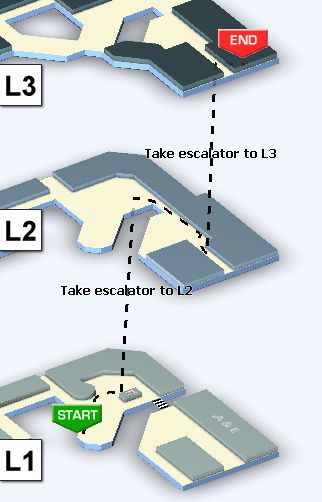 END
L3
Take escalator to L3
L2
Take escalator to L2
START
A & E
L1